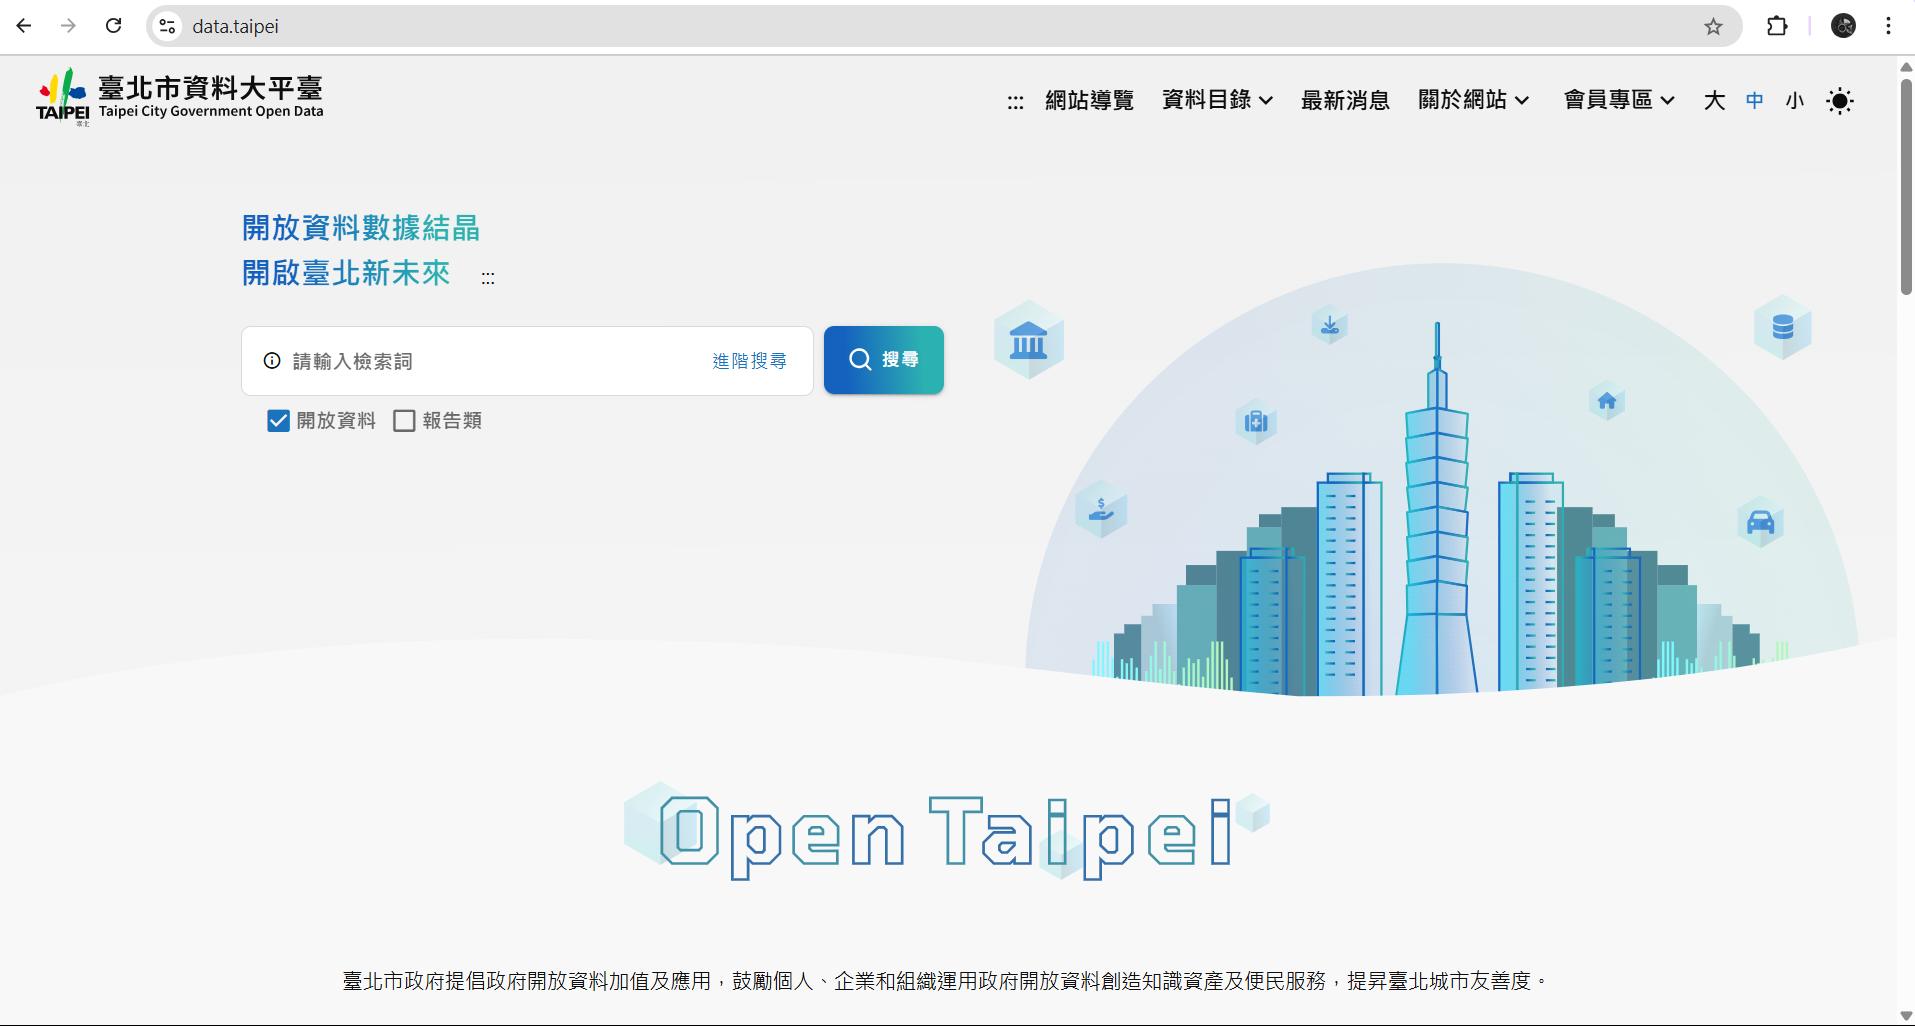 data.taipei
臺北市資料大平臺
Taipei City Government Open Data
TAIPEI
臺北
::: 網站導覽 資料目錄 最新消息 關於網站 會員專區 大 中 小
開放資料數據結晶
開啟臺北新未來 :::
請輸入檢索詞 進階搜尋 搜尋
開放資料 報告類
Open Taipei
臺北市政府提倡政府開放資料加值及應用，鼓勵個人、企業和組織運用政府開放資料創造知識資產及便民服務，提昇臺北城市友善度。